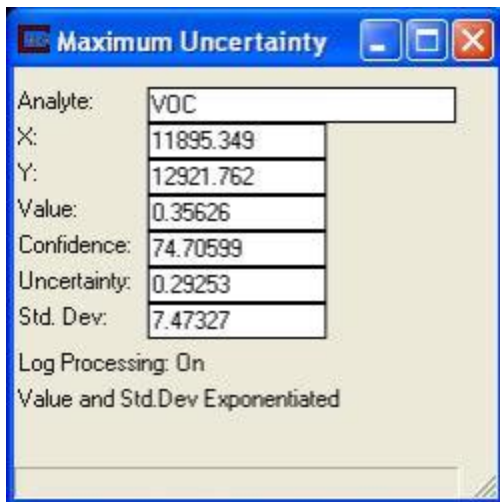 Maximum Uncertainty
Analyte: VOC
X: 11895.349
Y: 12921.762
Value: 0.35626
Confidence: 74.70599
Uncertainty: 0.29253
Std. Dev: 7.47327
Log Processing: On
Value and Std.Dev Exponentiated